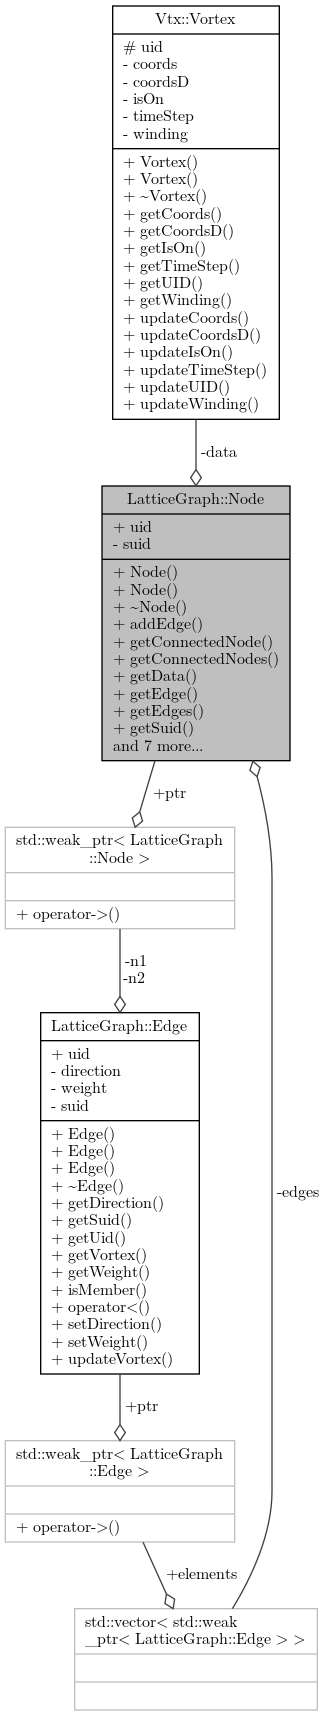 Vtx::Vortex
# uid
- coords
- coordsD
- isOn
- timeStep
- winding
+ Vortex()
+ Vortex()
+ ~Vortex()
+ getCoords()
+ getCoordsD()
+ getIsOn()
+ getTimeStep()
+ getUID()
+ getWinding()
+ updateCoords()
+ updateCoordsD()
+ updateIsOn()
+ updateTimeStep()
+ updateUID()
+ updateWinding()
-data
LatticeGraph::Node
+ uid
- suid
+ Node()
+ Node()
+ ~Node()
+ addEdge()
+ getConnectedNode()
+ getConnectedNodes()
+ getData()
+ getEdge()
+ getEdges()
+ getSuid()
and 7 more...
+ptr
std::weak_ptr< LatticeGraph
::Node >
+ operator->()
-n1
-n2
LatticeGraph::Edge
+ uid
- direction
- weight
- suid
+ Edge()
+ Edge()
+ Edge()
+ ~Edge()
+ getDirection()
+ getSuid()
+ getUid()
+ getVortex()
+ getWeight()
+ isMember()
+ operator<()
+ setDirection()
+ setWeight()
+ updateVortex()
-edges
+ptr
std::weak_ptr< LatticeGraph
::Edge >
+ operator->()
+elements
std::vector< std::weak
_ptr< LatticeGraph::Edge > >